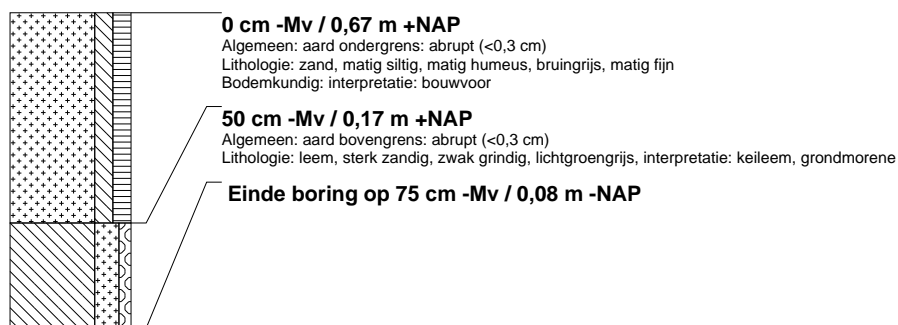 0 cm -Mv / 0,67 m +NAP
Algemeen: aard ondergrens: abrupt (<0,3 cm)
Lithologie: zand, matig siltig, matig humeus, bruingrijs, matig fijn
Bodemkundig: interpretatie: bouwvoor
50 cm -Mv / 0,17 m +NAP
Algemeen: aard bovengrens: abrupt (<0,3 cm)
Lithologie: leem, sterk zandig, zwak grindig, lichtgroengrijs, interpretatie: keileem, grondmorene
Einde boring op 75 cm -Mv / 0,08 m -NAP